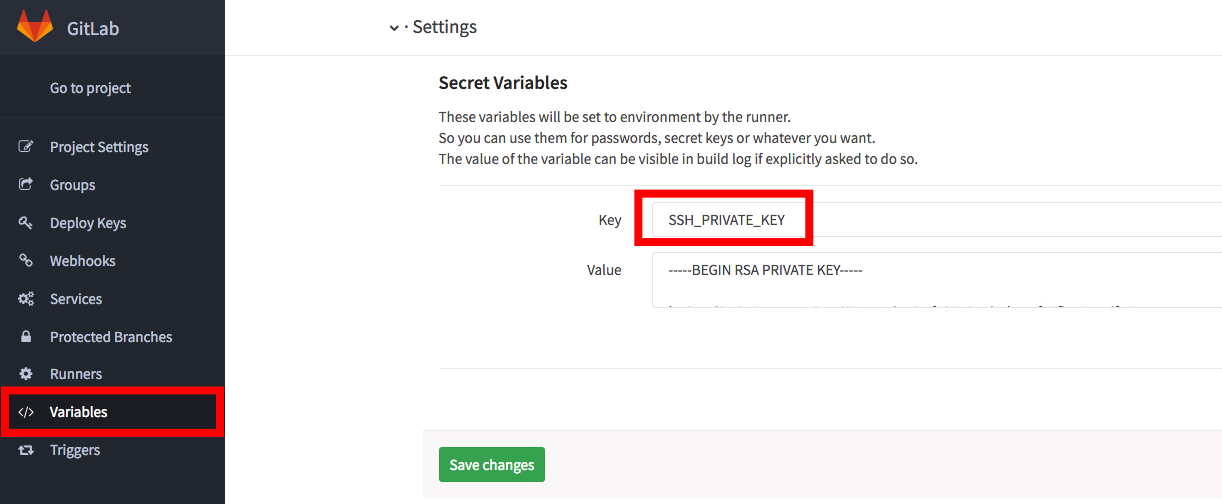 GitLab
· Settings
Go to project
Project Settings
Groups
Deploy Keys
Webhooks
Services
Protected Branches
Runners
Variables
Triggers
Secret Variables
These variables will be set to environment by the runner.
So you can use them for passwords, secret keys or whatever you want.
The value of the variable can be visible in build log if explicitly asked to do so.
Key
SSH_PRIVATE_KEY
Value
-----BEGIN RSA PRIVATE KEY-----
Save changes